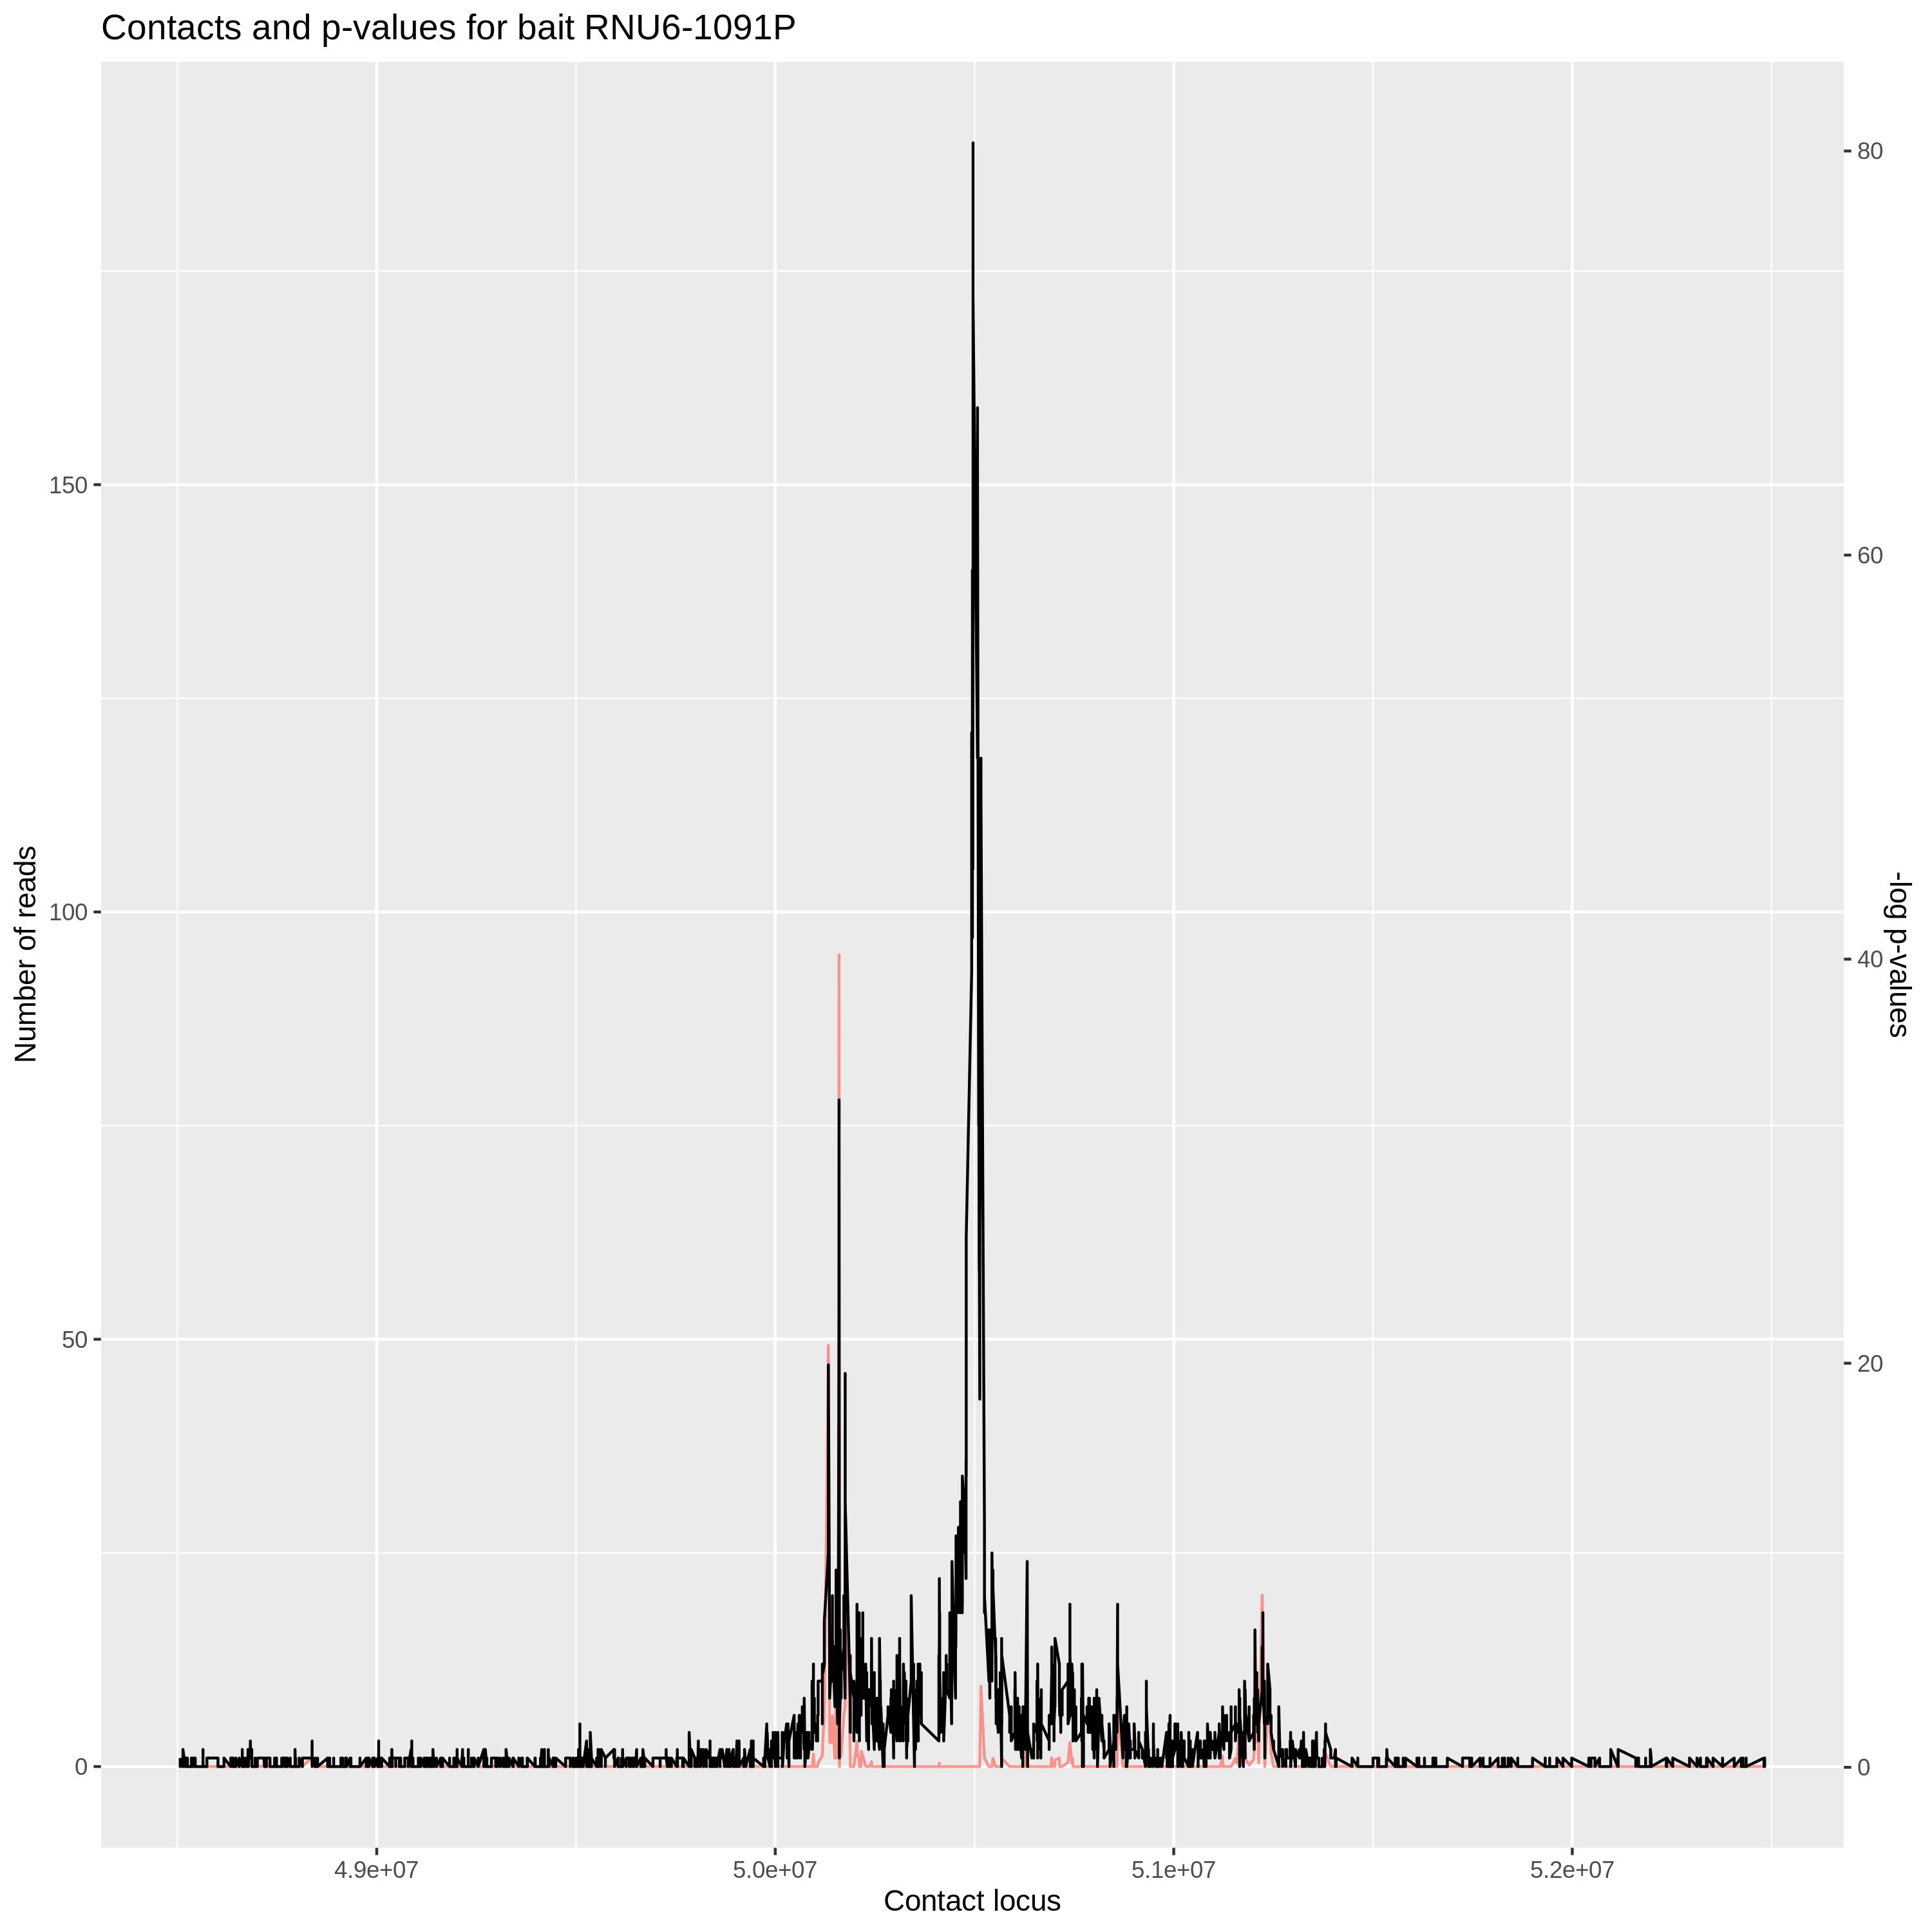 Contacts and p-values for bait RNU6-1091P
80
150
60
100
40
50
20
0
0
Number of reads
-log p-values
4.9e+07 5.0e+07 5.1e+07 5.2e+07
Contact locus